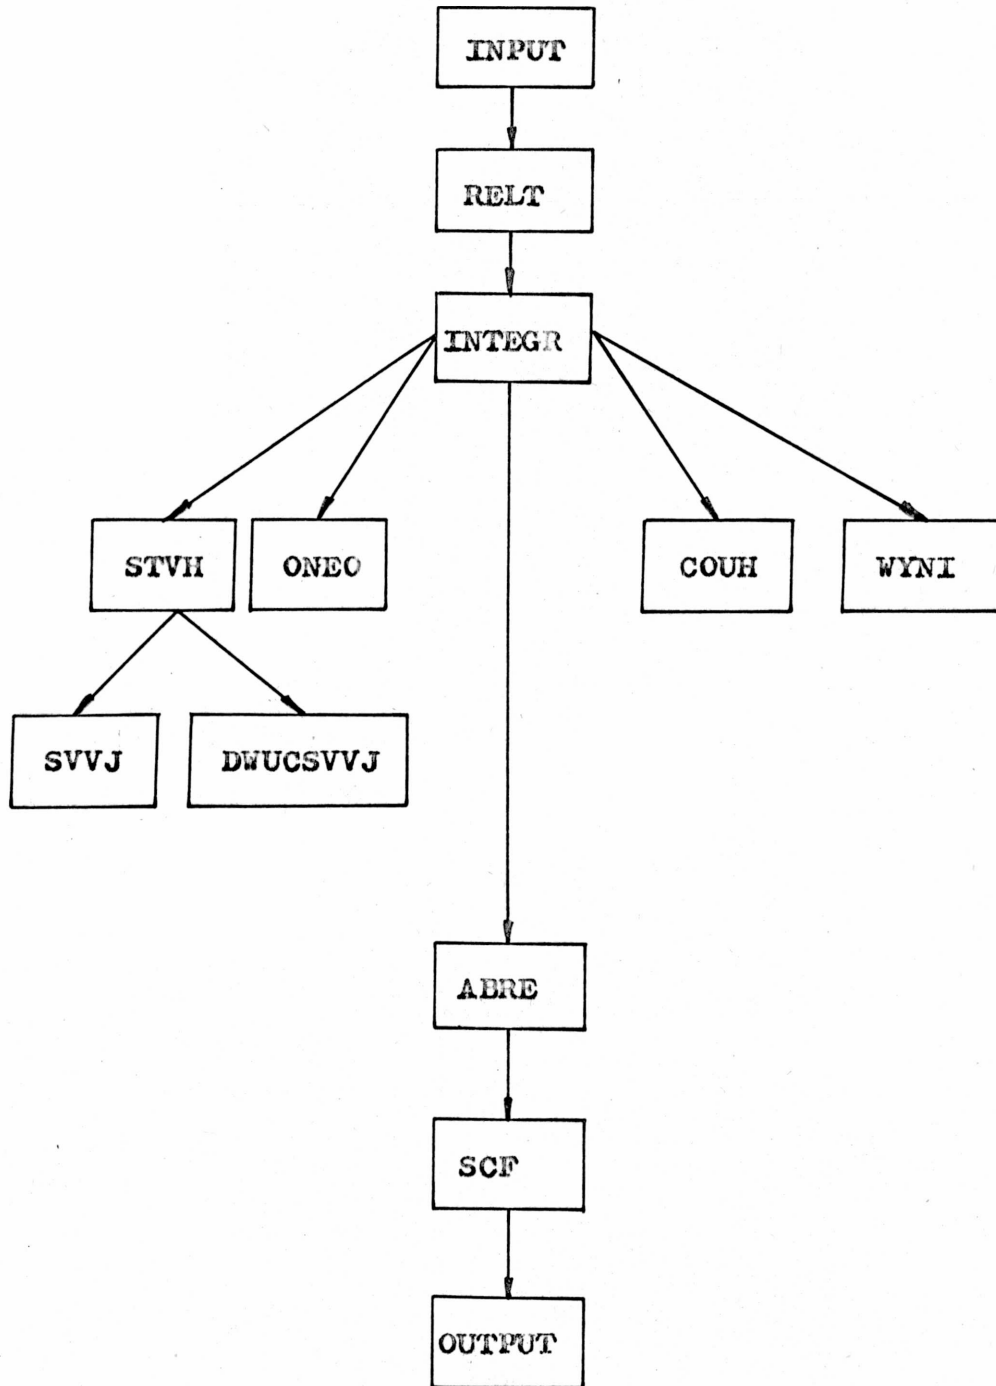 INPUT
RELT
INTEGR
STVH
ONEO
COUH
WYNI
SVVJ
DWUCSVVJ
ABRE
SCF
OUTPUT